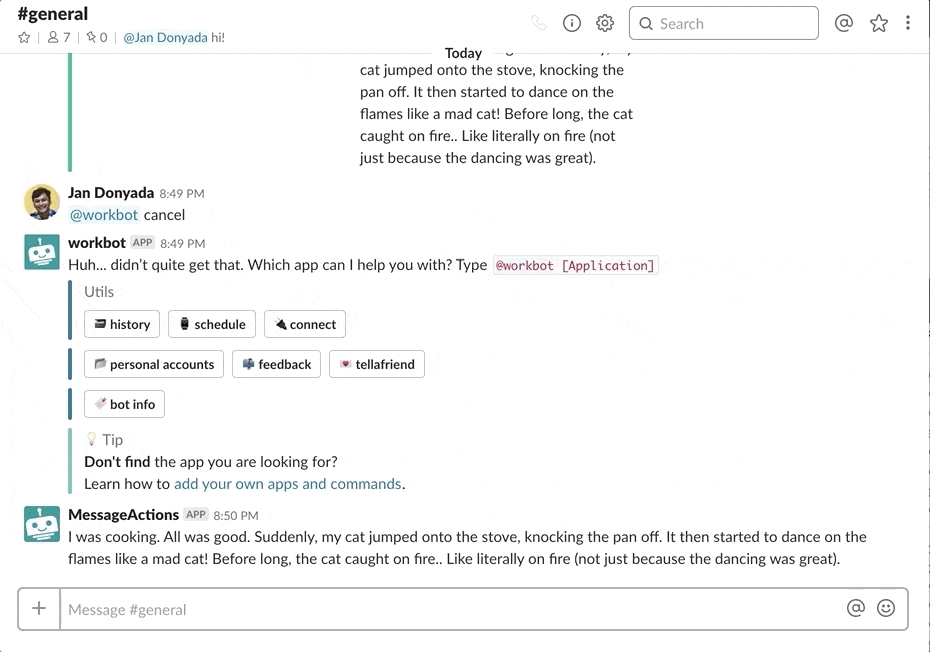 #general
7 | 0 | @Jan Donyada hi!
Search
Today
cat jumped onto the stove, knocking the
pan off. It then started to dance on the
flames like a mad cat! Before long, the cat
caught on fire.. Like literally on fire (not
just because the dancing was great).
Jan Donyada 8:49 PM
@workbot cancel
workbot APP 8:49 PM
Huh... didn't quite get that. Which app can I help you with? Type @workbot [Application]
Utils
history schedule connect
personal accounts feedback tellafriend
bot info
Tip
Don't find the app you are looking for?
Learn how to add your own apps and commands.
MessageActions APP 8:50 PM
I was cooking. All was good. Suddenly, my cat jumped onto the stove, knocking the pan off. It then started to dance on the
flames like a mad cat! Before long, the cat caught on fire.. Like literally on fire (not just because the dancing was great).
Message #general